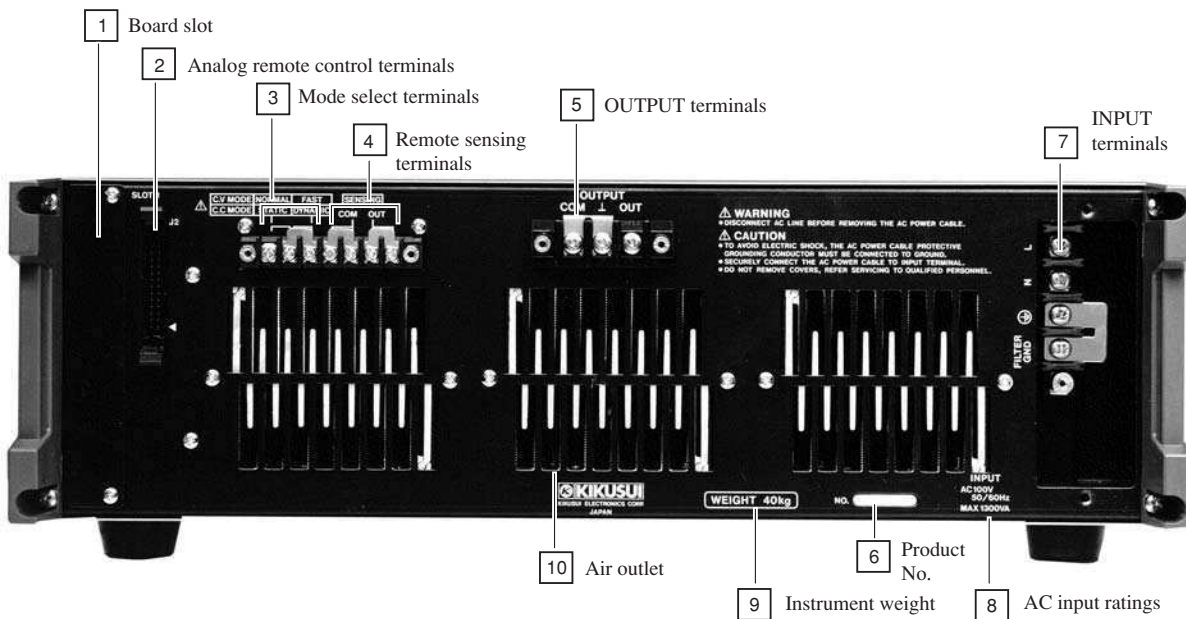 1 Board slot
2 Analog remote control terminals
3 Mode select terminals
4 Remote sensing
terminals
5 OUTPUT terminals
7 INPUT
terminals
SLOT1
J2
C.V MODE NORMAL FAST SENSING
C.C MODE STATIC DYNAMIC COM OUT
OUTPUT
COM ⊥ OUT
⚠ WARNING
• DISCONNECT AC LINE BEFORE REMOVING THE AC POWER CABLE.
⚠ CAUTION
• TO AVOID ELECTRIC SHOCK, THE AC POWER CABLE PROTECTIVE
GROUNDING CONDUCTOR MUST BE CONNECTED TO GROUND.
• SECURELY CONNECT THE AC POWER CABLE TO INPUT TERMINAL.
• DO NOT REMOVE COVERS, REFER SERVICING TO QUALIFIED PERSONNEL.
L
N
FILTER
GND
KIKUSUI
KIKUSUI ELECTRONICS CORP.
JAPAN
WEIGHT 40kg
NO.
INPUT
AC100V
50/60Hz
MAX 1300VA
10 Air outlet
6 Product
No.
9 Instrument weight
8 AC input ratings